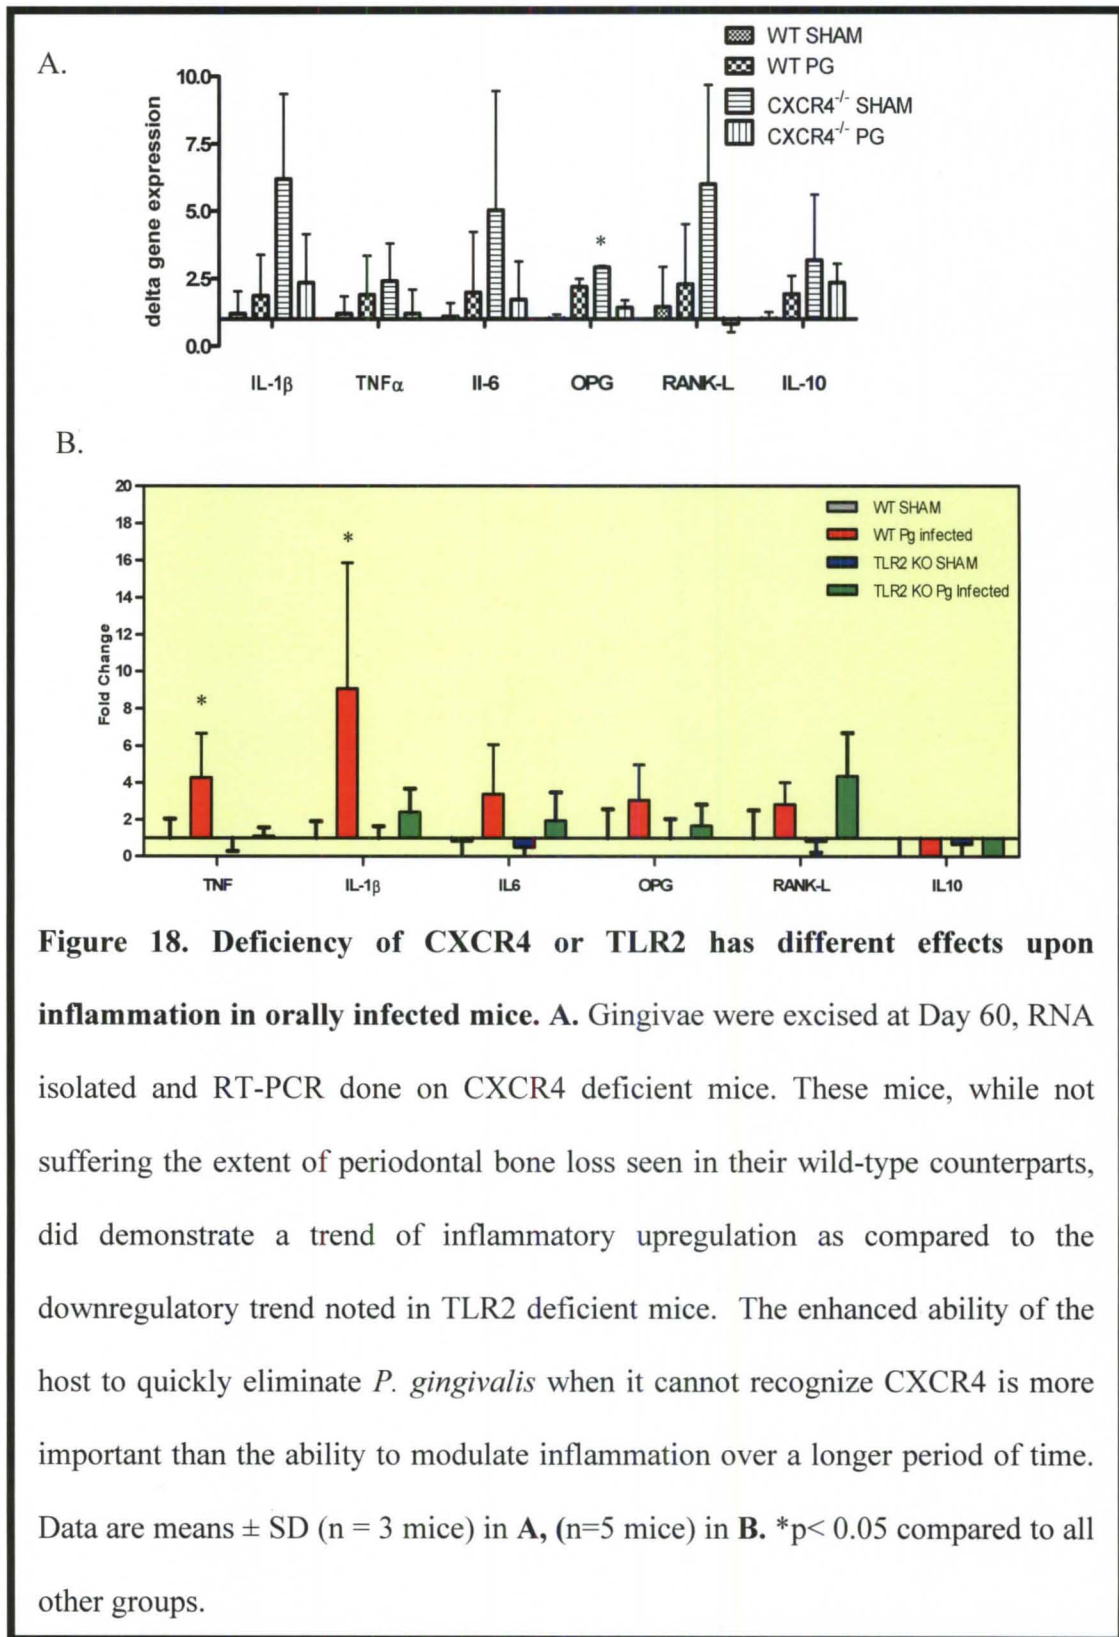 A.
WT SHAM
WT PG
CXCR4-/- SHAM
CXCR4-/- PG
delta gene expression
10.0
7.5
5.0
2.5
0.0
*
IL-1β TNFα Il-6 OPG RANK-L IL-10
B.
Fold Change
20
18
16
14
12
10
8
6
4
2
0
WT SHAM
WT Pg infected
TLR2 KO SHAM
TLR2 KO Pg Infected
*
*
TNF IL-1β IL6 OPG RANK-L IL10
Figure 18. Deficiency of CXCR4 or TLR2 has different effects upon
inflammation in orally infected mice. A. Gingivae were excised at Day 60, RNA
isolated and RT-PCR done on CXCR4 deficient mice. These mice, while not
suffering the extent of periodontal bone loss seen in their wild-type counterparts,
did demonstrate a trend of inflammatory upregulation as compared to the
downregulatory trend noted in TLR2 deficient mice. The enhanced ability of the
host to quickly eliminate P. gingivalis when it cannot recognize CXCR4 is more
important than the ability to modulate inflammation over a longer period of time.
Data are means ± SD (n = 3 mice) in A, (n=5 mice) in B. *p< 0.05 compared to all
other groups.